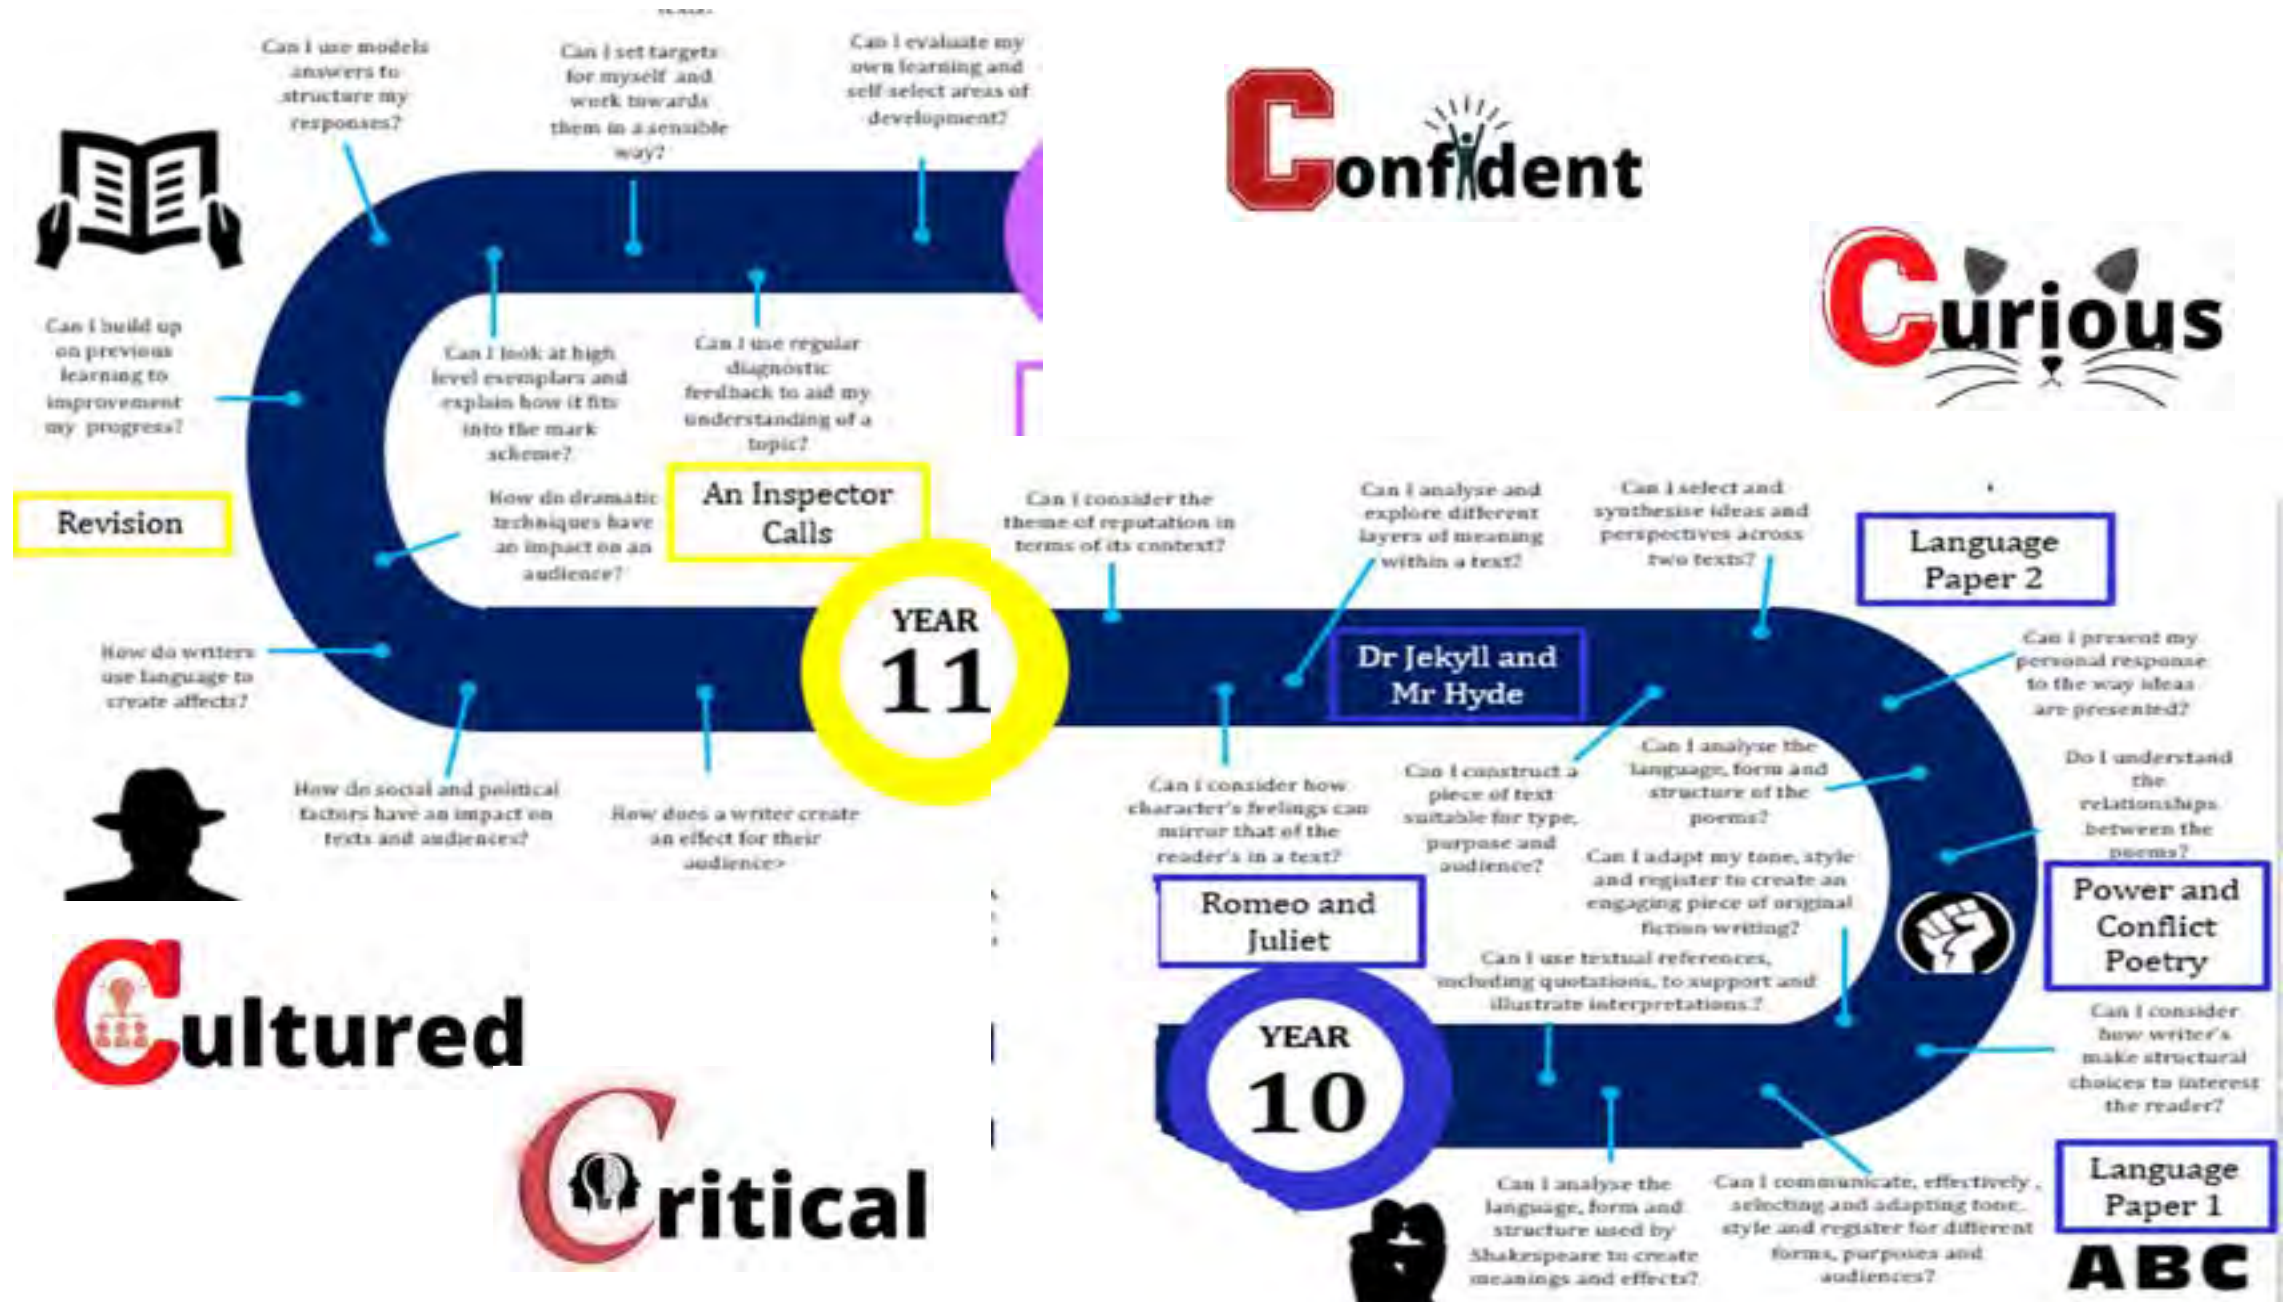 Can I use models
answers to
structure my
responses?
Can I set targets
for myself and
work towards
them in a sensible
way?
Can I evaluate my
own learning and
self select areas of
development?
Confident
Curious
Can I build up
on previous
learning to
improvement
my progress?
Can I look at high
level exemplars and
explain how it fits
into the mark
scheme?
Can I use regular
diagnostic
feedback to aid my
understanding of a
topic?
Revision
How do dramatic
techniques have
an impact on an
audience?
An Inspector
Calls
Can I consider the
theme of reputation in
terms of its context?
Can I analyse and
explore different
layers of meaning
within a text?
Can I select and
synthesise ideas and
perspectives across
two texts?
Language
Paper 2
YEAR
11
Dr Jekyll and
Mr Hyde
Can I present my
personal response
to the way ideas
are presented?
How do writers
use language to
create affects?
How do social and political
factors have an impact on
texts and audiences?
How does a writer create
an effect for their
audience>
Can I consider how
character's feelings can
mirror that of the
reader's in a text?
Can I construct a
piece of text
suitable for type,
purpose and
audience?
Can I analyse the
language, form and
structure of the
poems?
Do I understand
the
relationships
between the
poems?
Can I adapt my tone, style
and register to create an
engaging piece of original
fiction writing?
Power and
Conflict
Poetry
Romeo and
Juliet
Can I use textual references,
including quotations, to support and
illustrate interpretations.?
YEAR
10
Can I consider
how writer's
make structural
choices to interest
the reader?
Cultured
Critical
Can I analyse the
language, form and
structure used by
Shakespeare to create
meanings and effects?
Can I communicate, effectively,
selecting and adapting tone,
style and register for different
forms, purposes and
audiences?
Language
Paper 1
ABC